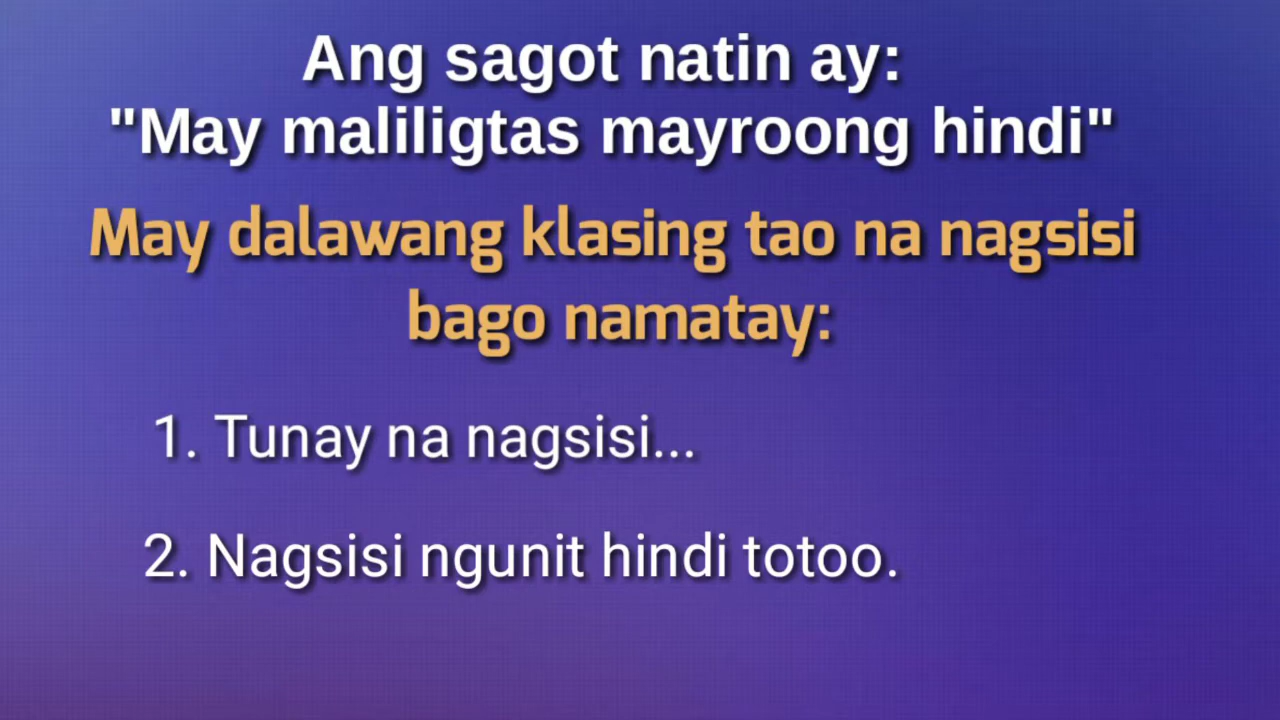 Ang sagot natin ay:
"May maliligtas mayroong hindi"
May dalawang klasing tao na nagsisi
bago namatay:
1. Tunay na nagsisi...
2. Nagsisi ngunit hindi totoo.